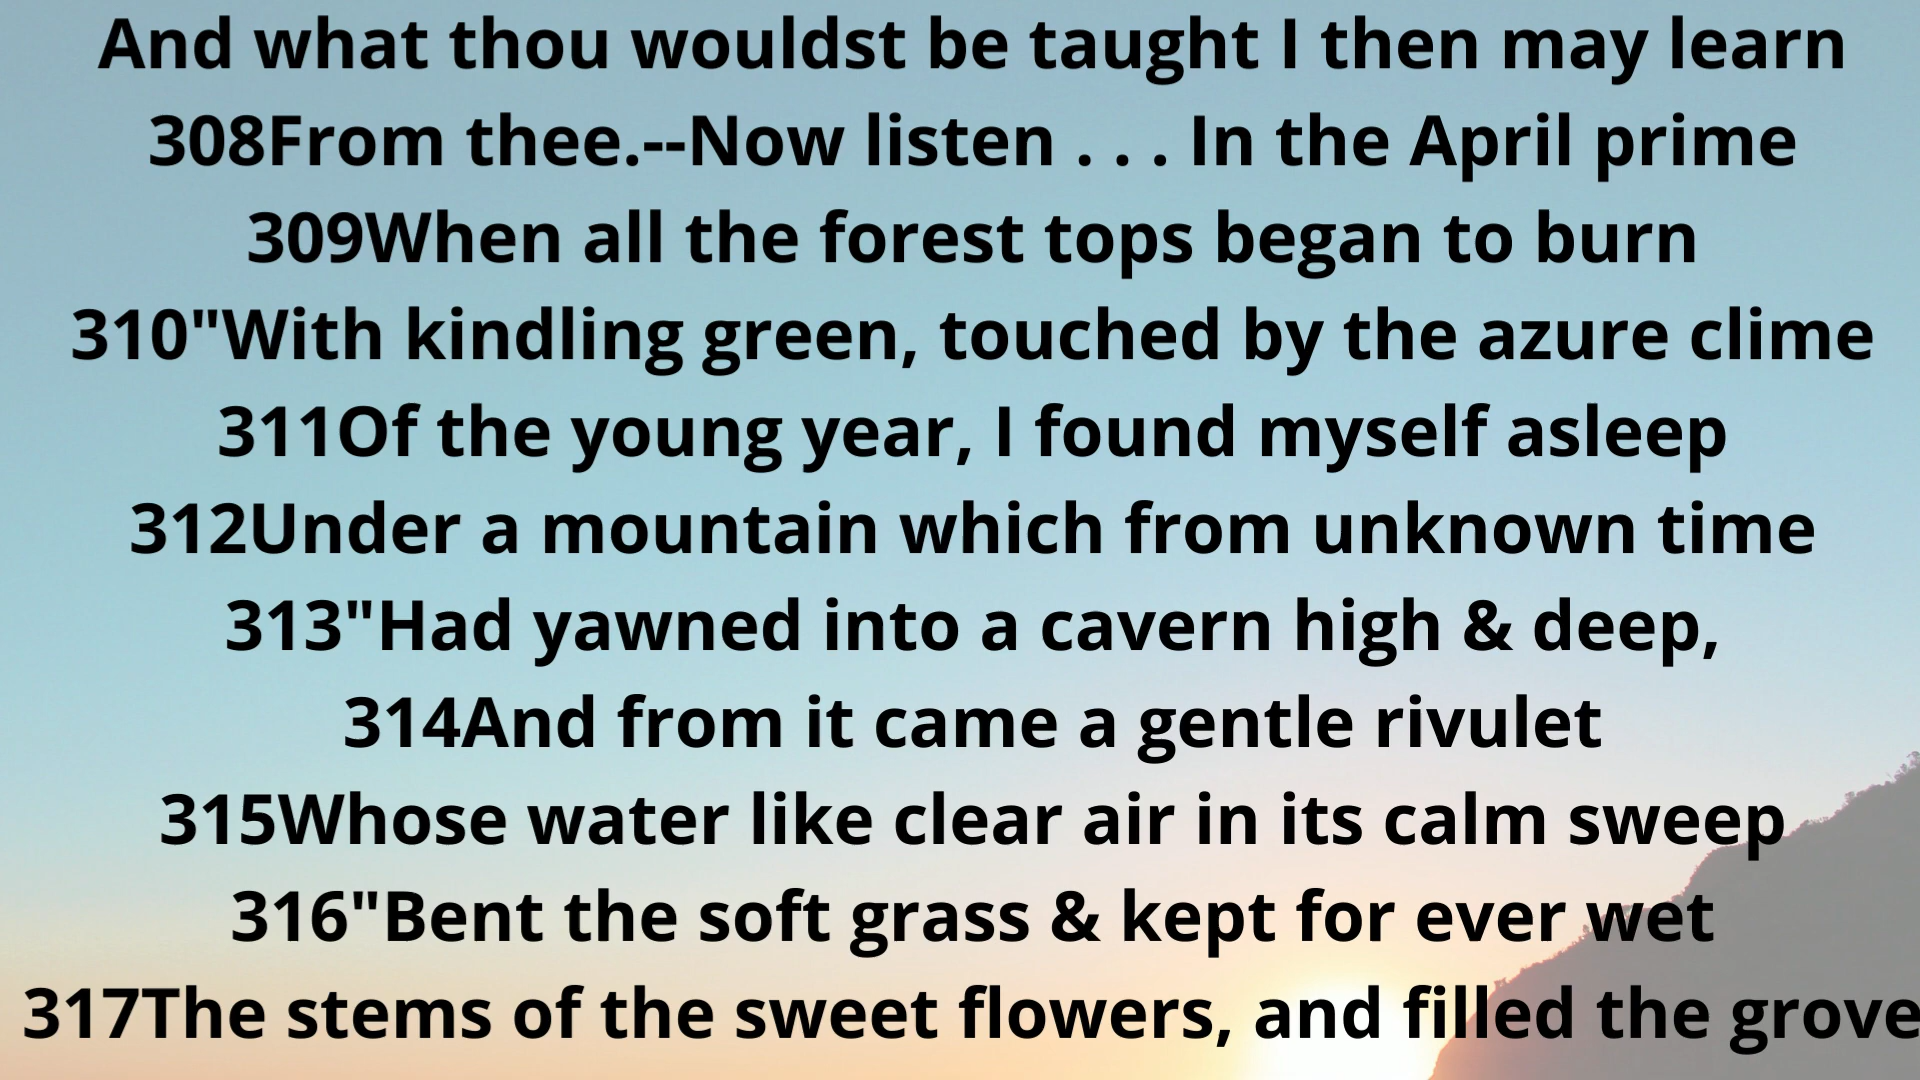 And what thou wouldst be taught I then may learn
308From thee.--Now listen . . . In the April prime
309When all the forest tops began to burn
310"With kindling green, touched by the azure clime
311Of the young year, I found myself asleep
312Under a mountain which from unknown time
313"Had yawned into a cavern high & deep,
314And from it came a gentle rivulet
315Whose water like clear air in its calm sweep
316"Bent the soft grass & kept for ever wet
317The stems of the sweet flowers, and filled the grove